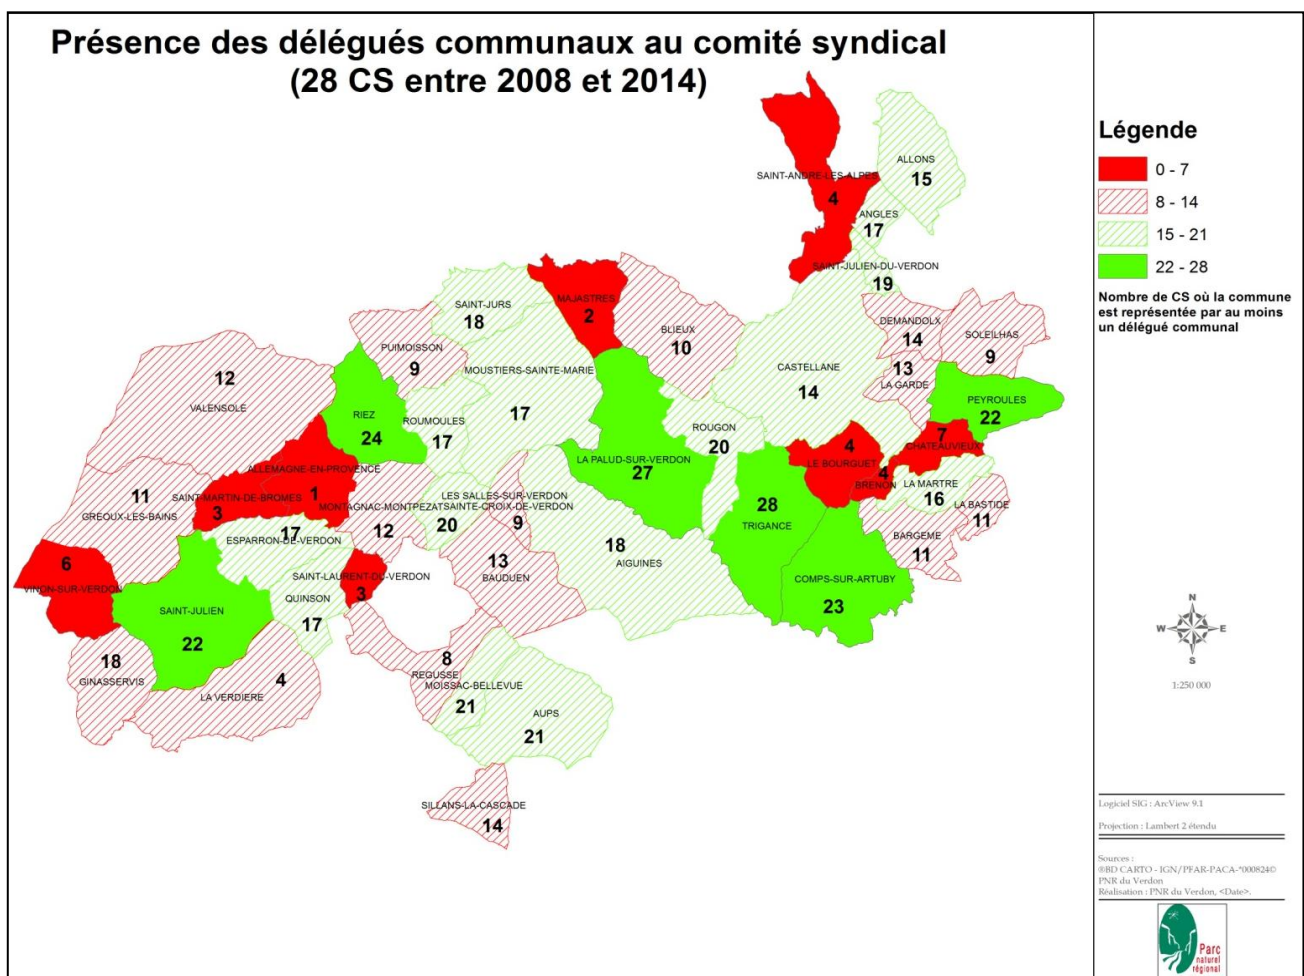 Présence des délégués communaux au comité syndical
(28 CS entre 2008 et 2014)
Légende
0 - 7
8 - 14
15 - 21
22 - 28
Nombre de CS où la commune
est représentée par au moins
un délégué communal
SAINT-ANDRE-LES-ALPES
4
ALLONS
15
ANGLES
17
SAINT-JULIEN-DU-VERDON
19
SAINT-JURS
18
MAJASTRES
2
BLIEUX
10
DEMANDOLX
14
SOLEILHAS
9
PUIMOISSON
9
MOUSTIERS-SAINTE-MARIE
17
CASTELLANE
14
13
LA GARDE
12
VALENSOLE
RIEZ
24
ROUMOULES
17
ROUGON
20
PEYROULES
22
7
CHATEAUVIEUX
LA PALUD-SUR-VERDON
27
4
LE BOURGUET
4
BRENON
LA MARTRE
16
LA BASTIDE
11
ALLEMAGNE-EN-PROVENCE
1
SAINT-MARTIN-DE-BROMES
3
11
GREOUX-LES-BAINS
MONTAGNAC-MONTPEZAT
12
LES SALLES-SUR-VERDON
9
SAINTE-CROIX-DE-VERDON
20
28
TRIGANCE
BARGEME
11
17
ESPARRON-DE-VERDON
18
AIGUINES
13
BAUDUEN
6
VINON-SUR-VERDON
SAINT-LAURENT-DU-VERDON
3
COMPS-SUR-ARTUBY
23
SAINT-JULIEN
22
QUINSON
17
18
GINASSERVIS
4
LA VERDIERE
8
REGUSSE
MOISSAC-BELLEVUE
21
AUPS
21
SILLANS-LA-CASCADE
14
N
W
E
S
1:250 000
Logiciel SIG : ArcView 9.1
Projection : Lambert 2 étendu
Sources :
®BD CARTO - IGN/PFAR-PACA-*000824©
PNR du Verdon
Réalisation : PNR du Verdon, <Date>.
Parc
naturel
régional